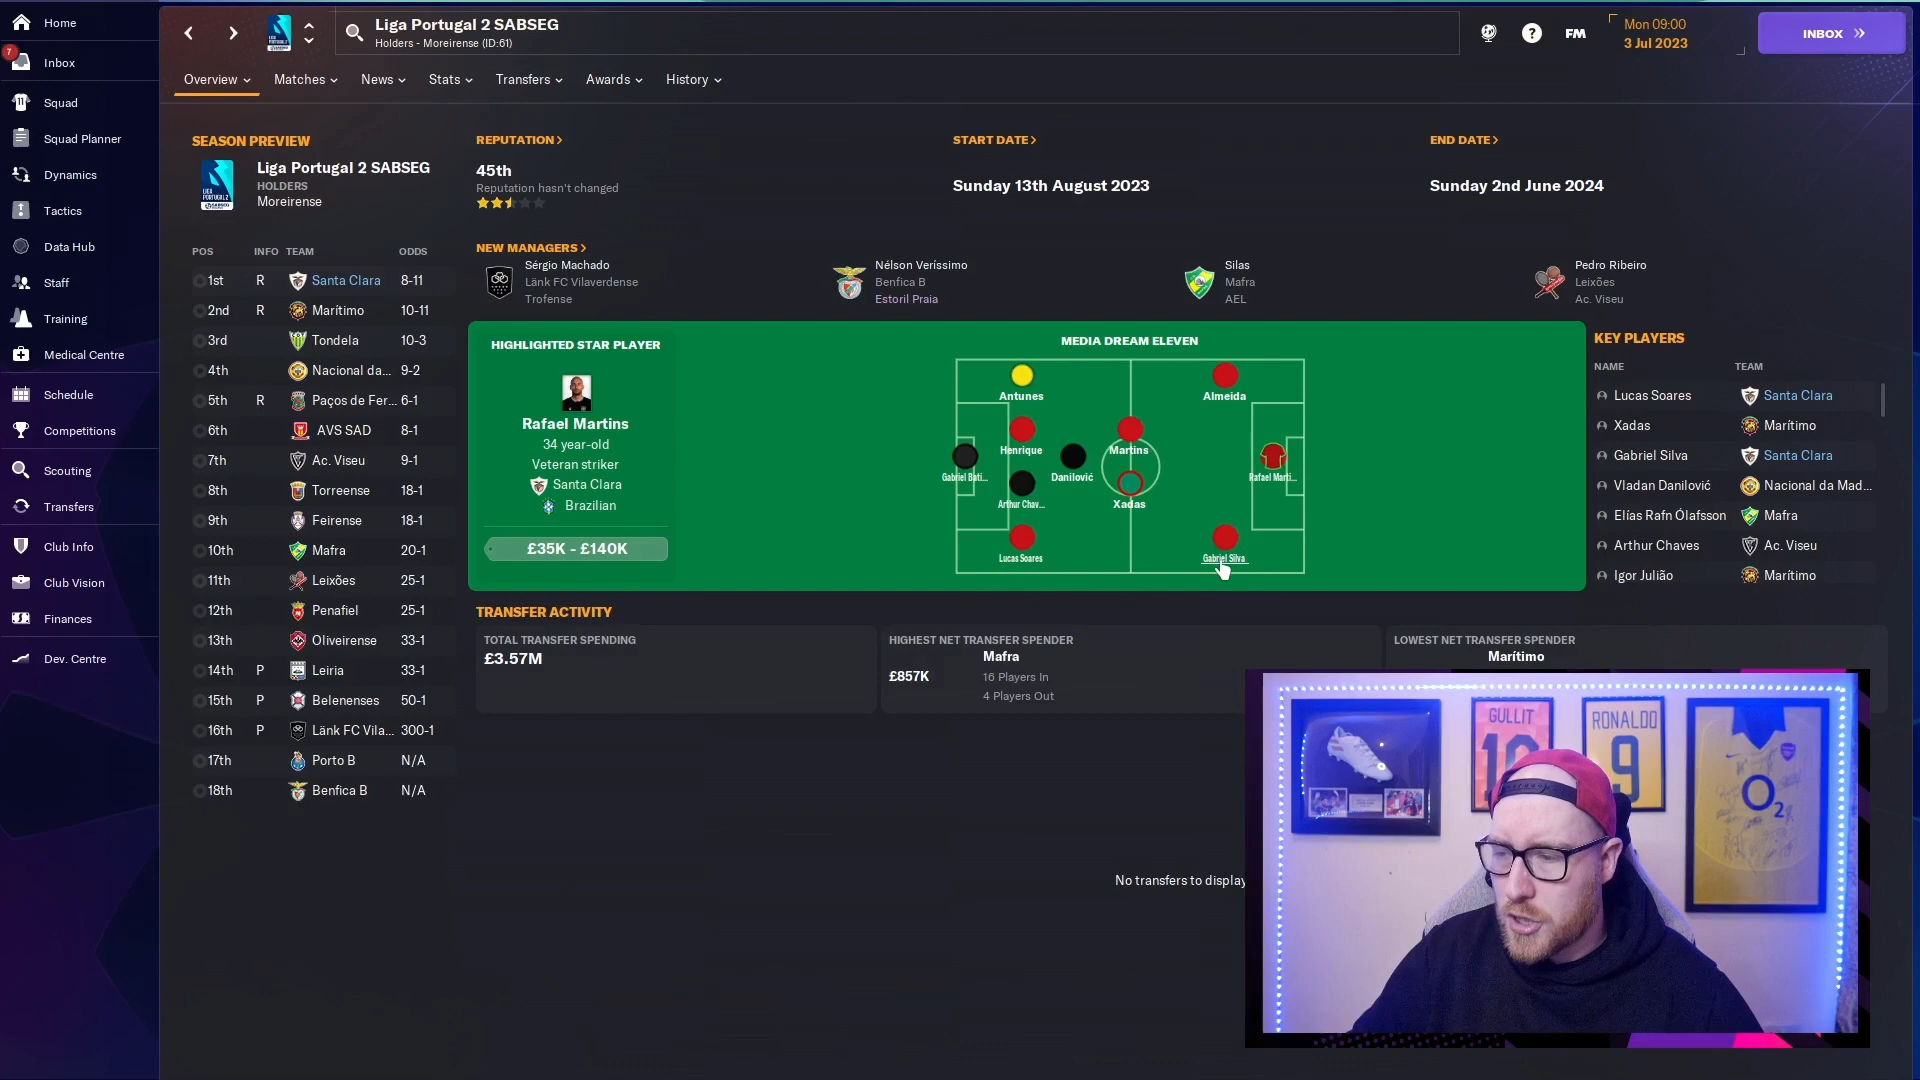 Home
7
Inbox
Squad
Squad Planner
Dynamics
Tactics
Data Hub
Staff
Training
Medical Centre
Schedule
Competitions
Scouting
Transfers
Club Info
Club Vision
Finances
Dev. Centre
Liga Portugal 2 SABSEG
Holders - Moreirense (ID:61)
FM
Mon 09:00
3 Jul 2023
INBOX
Overview
Matches
News
Stats
Transfers
Awards
History
SEASON PREVIEW
Liga Portugal 2 SABSEG
HOLDERS
Moreirense
REPUTATION >
45th
Reputation hasn't changed
START DATE >
Sunday 13th August 2023
END DATE >
Sunday 2nd June 2024
POS INFO TEAM ODDS
1st R Santa Clara 8-11
2nd R Marítimo 10-11
3rd Tondela 10-3
4th Nacional da... 9-2
5th R Paços de Fer... 6-1
6th AVS SAD 8-1
7th Ac. Viseu 9-1
8th Torreense 18-1
9th Feirense 18-1
10th Mafra 20-1
11th Leixões 25-1
12th Penafiel 25-1
13th Oliveirense 33-1
14th P Leiria 33-1
15th P Belenenses 50-1
16th P Länk FC Vila... 300-1
17th Porto B N/A
18th Benfica B N/A
NEW MANAGERS >
Sérgio Machado
Länk FC Vilaverdense
Trofense
Nélson Veríssimo
Benfica B
Estoril Praia
Silas
Mafra
AEL
Pedro Ribeiro
Leixões
Ac. Viseu
HIGHLIGHTED STAR PLAYER
Rafael Martins
34 year-old
Veteran striker
Santa Clara
Brazilian
£35K - £140K
MEDIA DREAM ELEVEN
Antunes
Almeida
Henrique
Martins
Gabriel Bati...
Danilović
Rafael Marti...
Arthur Chav...
Xadas
Lucas Soares
Gabriel Silva
KEY PLAYERS
NAME TEAM
Lucas Soares Santa Clara
Xadas Marítimo
Gabriel Silva Santa Clara
Vladan Danilović Nacional da Mad...
Elías Rafn Ólafsson Mafra
Arthur Chaves Ac. Viseu
Igor Julião Marítimo
TRANSFER ACTIVITY
TOTAL TRANSFER SPENDING
£3.57M
HIGHEST NET TRANSFER SPENDER
Mafra
£857K
16 Players In
4 Players Out
LOWEST NET TRANSFER SPENDER
Marítimo
No transfers to display
GULLIT
10
RONALDO
9
O2